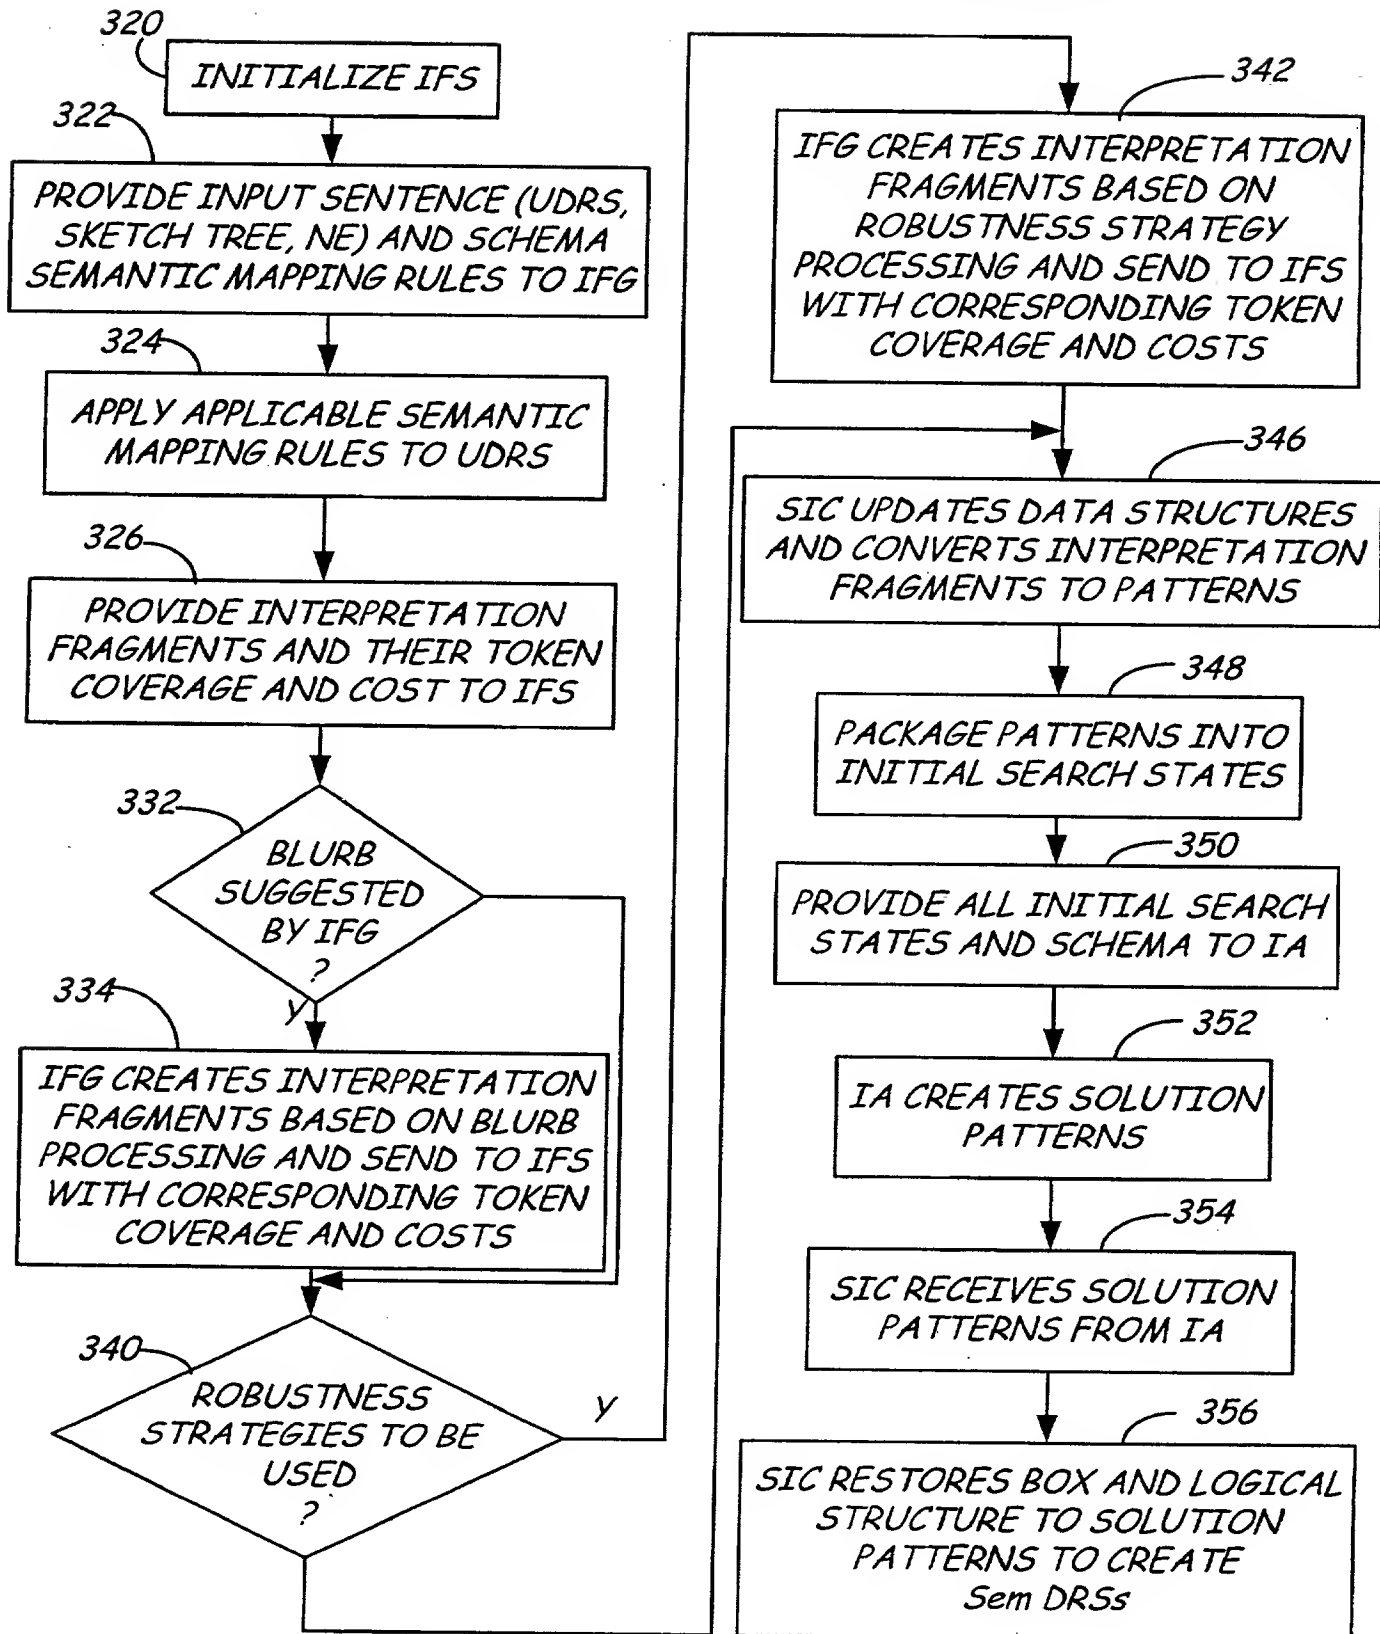 320
INITIALIZE IFS
322
PROVIDE INPUT SENTENCE (UDRS,
SKETCH TREE, NE) AND SCHEMA
SEMANTIC MAPPING RULES TO IFG
324
APPLY APPLICABLE SEMANTIC
MAPPING RULES TO UDRS
326
PROVIDE INTERPRETATION
FRAGMENTS AND THEIR TOKEN
COVERAGE AND COST TO IFS
332
BLURB
SUGGESTED
BY IFG
?
Y
334
IFG CREATES INTERPRETATION
FRAGMENTS BASED ON BLURB
PROCESSING AND SEND TO IFS
WITH CORRESPONDING TOKEN
COVERAGE AND COSTS
340
ROBUSTNESS
STRATEGIES TO BE
USED
?
Y
342
IFG CREATES INTERPRETATION
FRAGMENTS BASED ON
ROBUSTNESS STRATEGY
PROCESSING AND SEND TO IFS
WITH CORRESPONDING TOKEN
COVERAGE AND COSTS
346
SIC UPDATES DATA STRUCTURES
AND CONVERTS INTERPRETATION
FRAGMENTS TO PATTERNS
348
PACKAGE PATTERNS INTO
INITIAL SEARCH STATES
350
PROVIDE ALL INITIAL SEARCH
STATES AND SCHEMA TO IA
352
IA CREATES SOLUTION
PATTERNS
354
SIC RECEIVES SOLUTION
PATTERNS FROM IA
356
SIC RESTORES BOX AND LOGICAL
STRUCTURE TO SOLUTION
PATTERNS TO CREATE
Sem DRSs